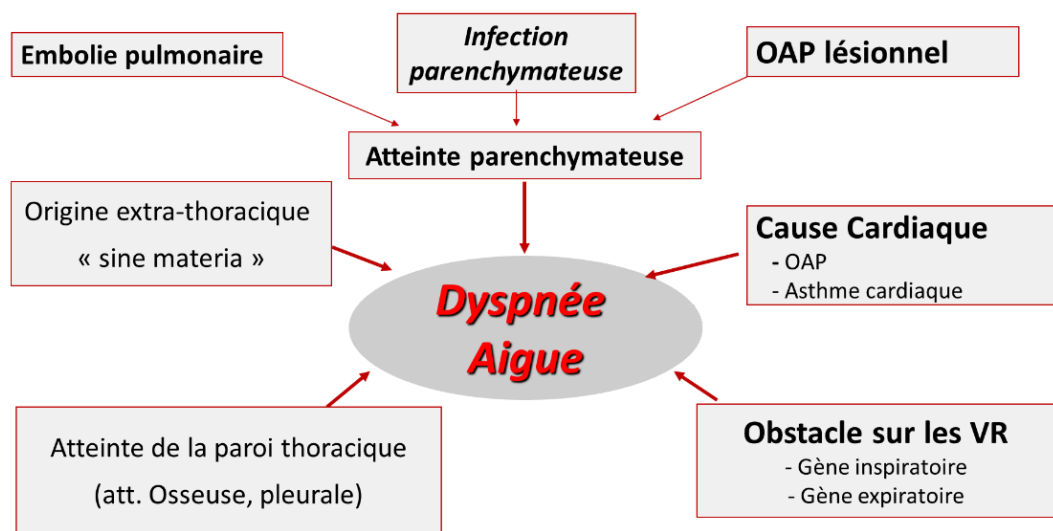 Embolie pulmonaire
Infection
parenchymateuse
OAP lésionnel
Atteinte parenchymateuse
Origine extra-thoracique
« sine materia »
Cause Cardiaque
- OAP
- Asthme cardiaque
Dyspnée
Aigue
Atteinte de la paroi thoracique
(att. Osseuse, pleurale)
Obstacle sur les VR
- Gène inspiratoire
- Gène expiratoire